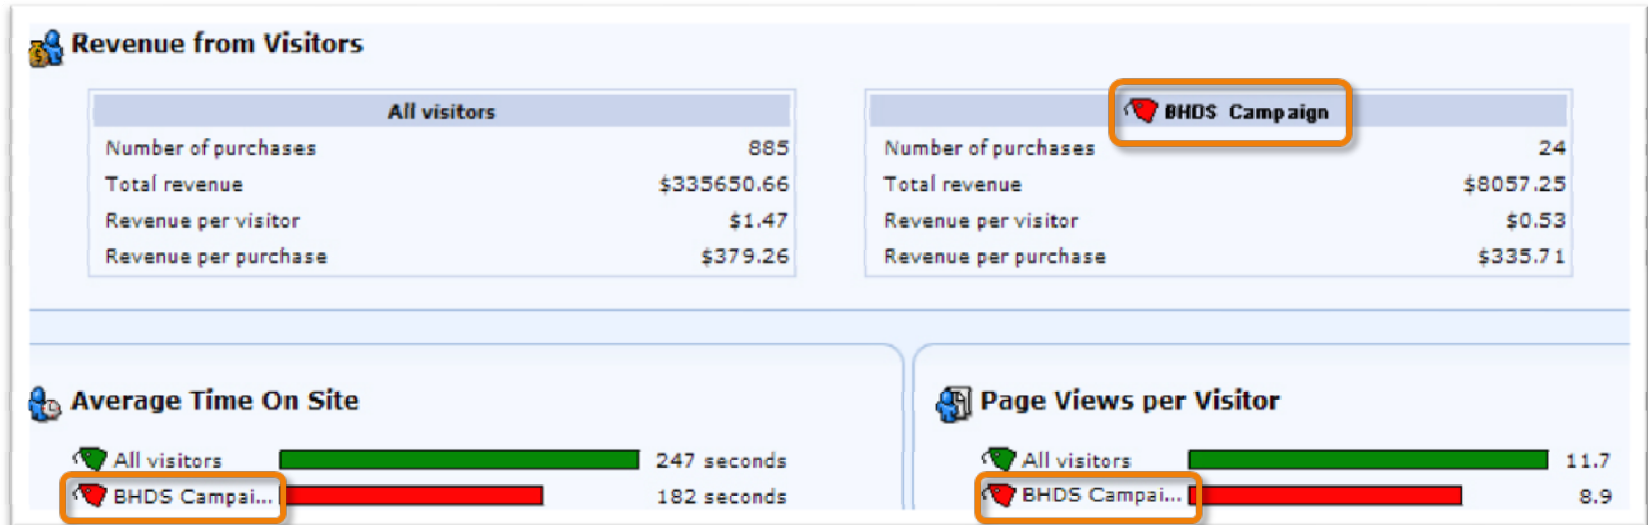 Revenue from Visitors
All visitors
Number of purchases 885
Total revenue $335650.66
Revenue per visitor $1.47
Revenue per purchase $379.26
BHDS Campaign
Number of purchases 24
Total revenue $8057.25
Revenue per visitor $0.53
Revenue per purchase $335.71
Average Time On Site
All visitors 247 seconds
BHDS Campai... 182 seconds
Page Views per Visitor
All visitors 11.7
BHDS Campai... 8.9